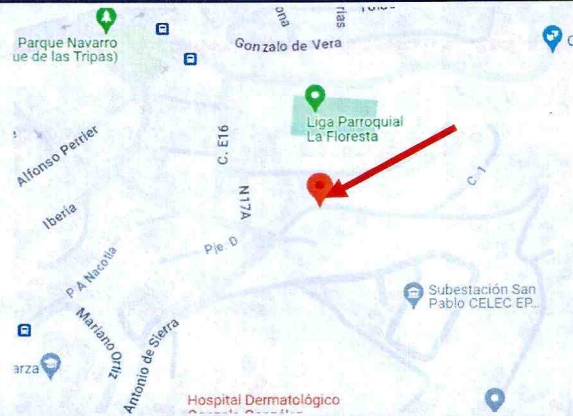 Parque Navarro
ue de las Tripas)
Gonzalo de Vera
Liga Parroquial
La Floresta
Alfonso Perrier
C. E16
N17A
C. 1
Iberia
Pje. D
P A Nacotia
Subestación San
Pablo CELEC EP...
Mariano Ortiz
Antonio de Sierra
arza
Hospital Dermatológico